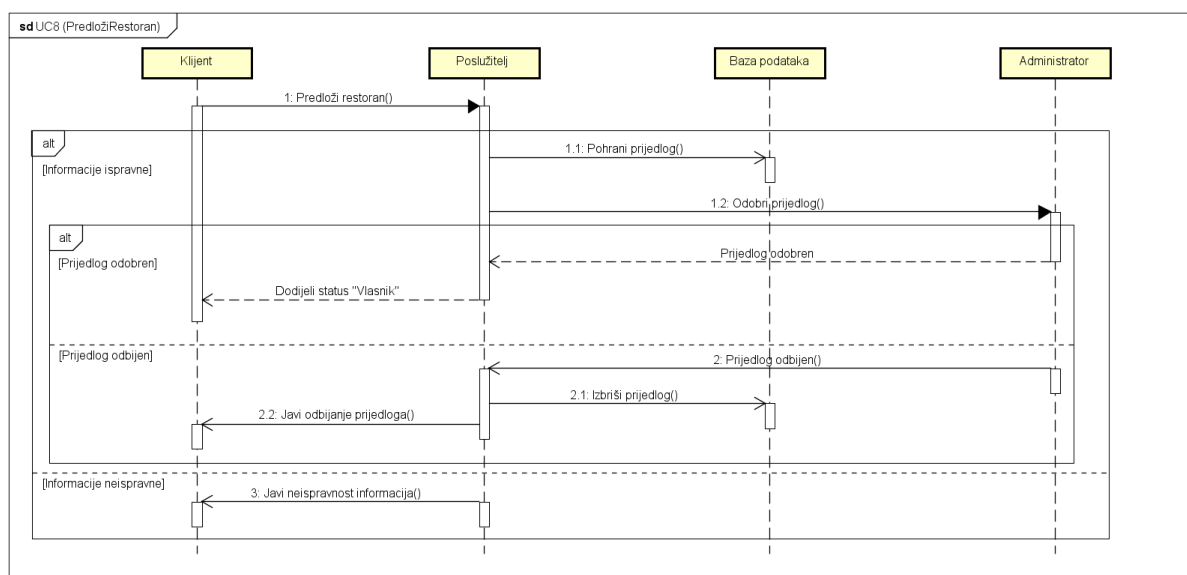 sd UC8 (PredložiRestoran)
Klijent
Poslužitelj
Baza podataka
Administrator
1: Predloži restoran()
alt
[Informacije ispravne]
1.1: Pohrani prijedlog()
1.2: Odobri prijedlog()
alt
[Prijedlog odobren]
Prijedlog odobren
Dodijeli status "Vlasnik"
[Prijedlog odbijen]
2: Prijedlog odbijen()
2.1: Izbriši prijedlog()
2.2: Javi odbijanje prijedloga()
[Informacije neispravne]
3: Javi neispravnost informacija()